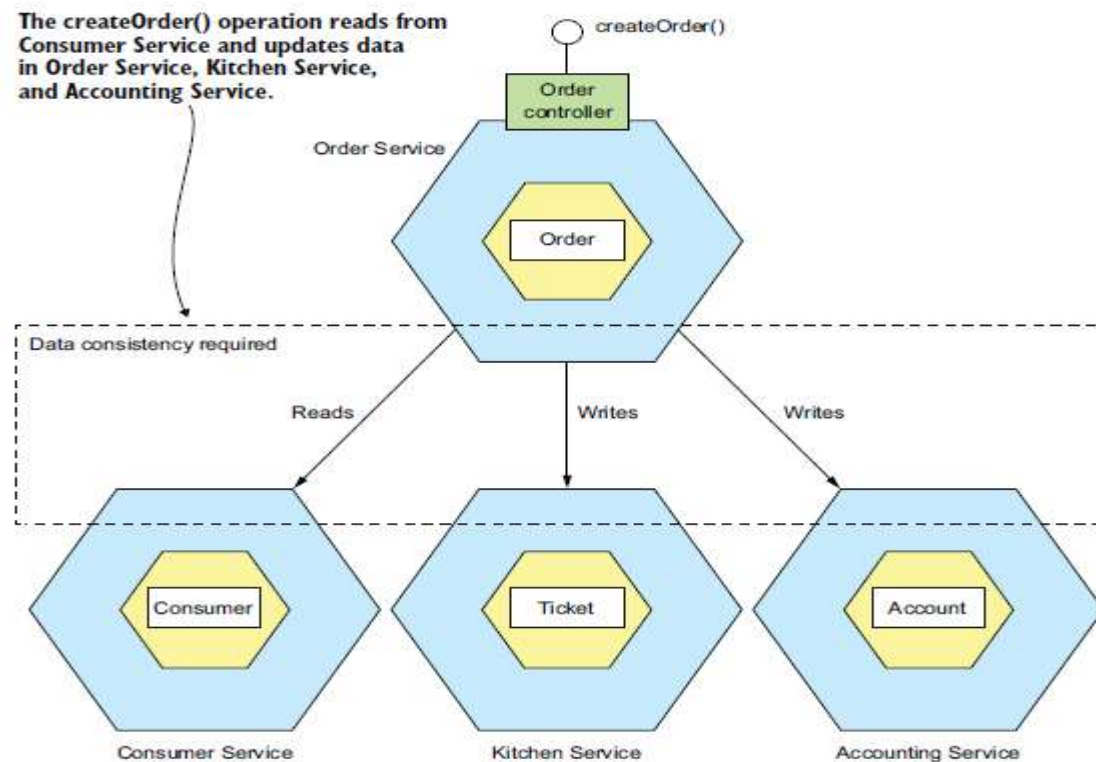 The createOrder() operation reads from
Consumer Service and updates data
in Order Service, Kitchen Service,
and Accounting Service.
createOrder()
Order
controller
Order Service
Order
Data consistency required
Reads
Writes
Writes
Consumer
Ticket
Account
Consumer Service
Kitchen Service
Accounting Service